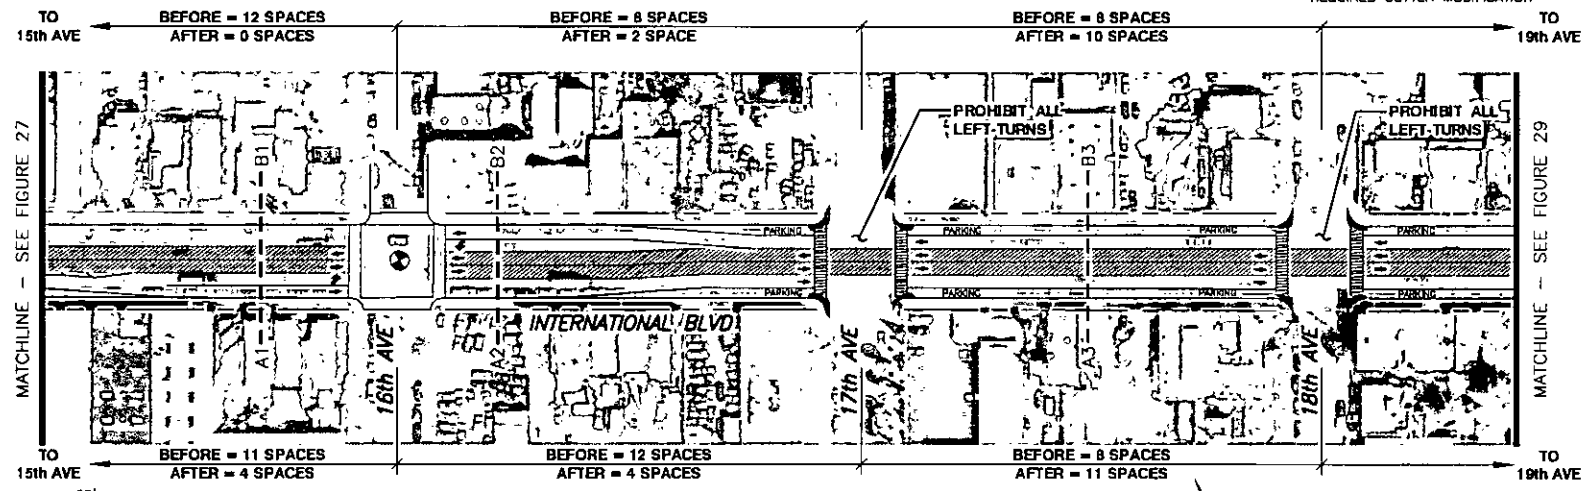 TO
15th AVE
BEFORE = 12 SPACES
AFTER = 0 SPACES
BEFORE = 8 SPACES
AFTER = 2 SPACE
BEFORE = 8 SPACES
AFTER = 10 SPACES
TO
19th AVE
MATCHLINE - SEE FIGURE 27
B1
B2
PROHIBIT ALL
LEFT TURNS
B3
PROHIBIT ALL
LEFT TURNS
MATCHLINE - SEE FIGURE 29
PARKING
PARKING
PARKING
PARKING
PARKING
PARKING
PARKING
PARKING
INTERNATIONAL BLVD
A1
16th AVE
A2
17th AVE
A3
18th AVE
TO
15th AVE
BEFORE = 11 SPACES
AFTER = 4 SPACES
BEFORE = 12 SPACES
AFTER = 4 SPACES
BEFORE = 8 SPACES
AFTER = 11 SPACES
TO
19th AVE